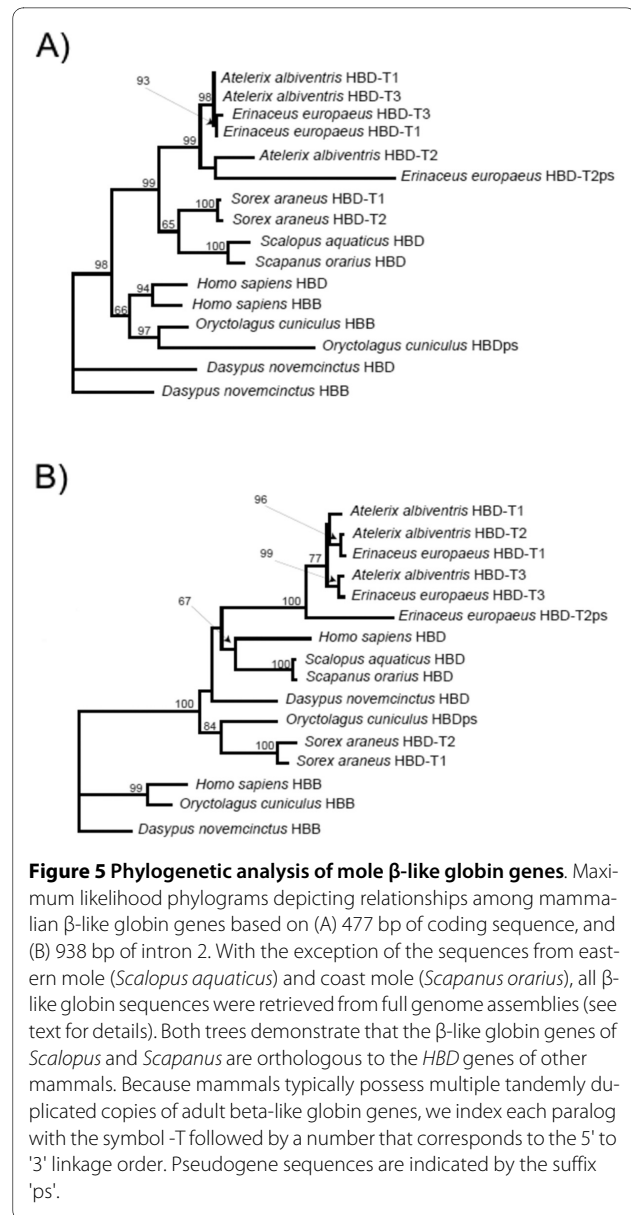 A)
93
98
Atelerix albiventris HBD-T1
Atelerix albiventris HBD-T3
Erinaceus europaeus HBD-T3
Erinaceus europaeus HBD-T1
99
Atelerix albiventris HBD-T2
Erinaceus europaeus HBD-T2ps
99
100
Sorex araneus HBD-T1
Sorex araneus HBD-T2
65
100
Scalopus aquaticus HBD
Scapanus orarius HBD
98
94
Homo sapiens HBD
Homo sapiens HBB
66
97
Oryctolagus cuniculus HBB
Oryctolagus cuniculus HBDps
Dasypus novemcinctus HBD
Dasypus novemcinctus HBB
B)
96
99
77
Atelerix albiventris HBD-T1
Atelerix albiventris HBD-T2
Erinaceus europaeus HBD-T1
Atelerix albiventris HBD-T3
Erinaceus europaeus HBD-T3
100
Erinaceus europaeus HBD-T2ps
67
Homo sapiens HBD
100
Scalopus aquaticus HBD
Scapanus orarius HBD
100
Dasypus novemcinctus HBD
84
Oryctolagus cuniculus HBDps
100
Sorex araneus HBD-T2
Sorex araneus HBD-T1
99
Homo sapiens HBB
Oryctolagus cuniculus HBB
Dasypus novemcinctus HBB
Figure 5 Phylogenetic analysis of mole β-like globin genes. Maxi-
mum likelihood phylograms depicting relationships among mamma-
lian β-like globin genes based on (A) 477 bp of coding sequence, and
(B) 938 bp of intron 2. With the exception of the sequences from east-
ern mole (Scalopus aquaticus) and coast mole (Scapanus orarius), all β-
like globin sequences were retrieved from full genome assemblies (see
text for details). Both trees demonstrate that the β-like globin genes of
Scalopus and Scapanus are orthologous to the HBD genes of other
mammals. Because mammals typically possess multiple tandemly du-
plicated copies of adult beta-like globin genes, we index each paralog
with the symbol -T followed by a number that corresponds to the 5' to
'3' linkage order. Pseudogene sequences are indicated by the suffix
'ps'.